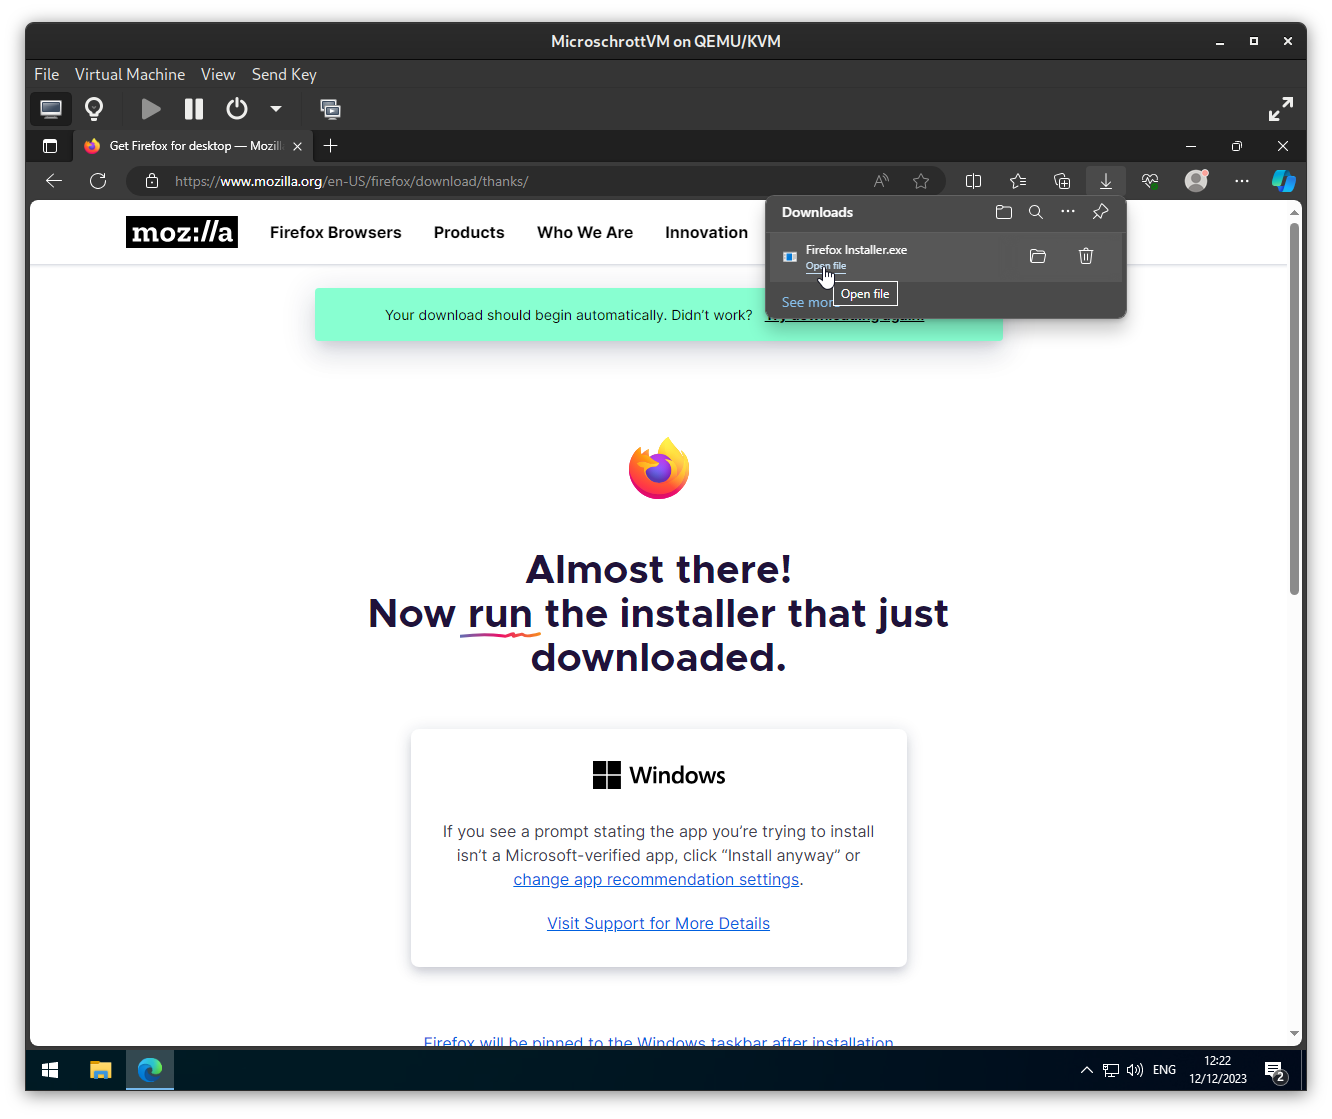 MicroschrottVM on QEMU/KVM
File Virtual Machine View Send Key
Get Firefox for desktop — Mozil
https://www.mozilla.org/en-US/firefox/download/thanks/
moz://a
Firefox Browsers Products Who We Are Innovation
Downloads
Firefox Installer.exe
Open file
Open file
See more
Your download should begin automatically. Didn't work? Try downloading again.
Almost there!
Now run the installer that just
downloaded.
Windows
If you see a prompt stating the app you're trying to install
isn't a Microsoft-verified app, click “Install anyway” or
change app recommendation settings.
Visit Support for More Details
Firefox will be pinned to the Windows taskbar after installation
ENG
12:22
12/12/2023
2